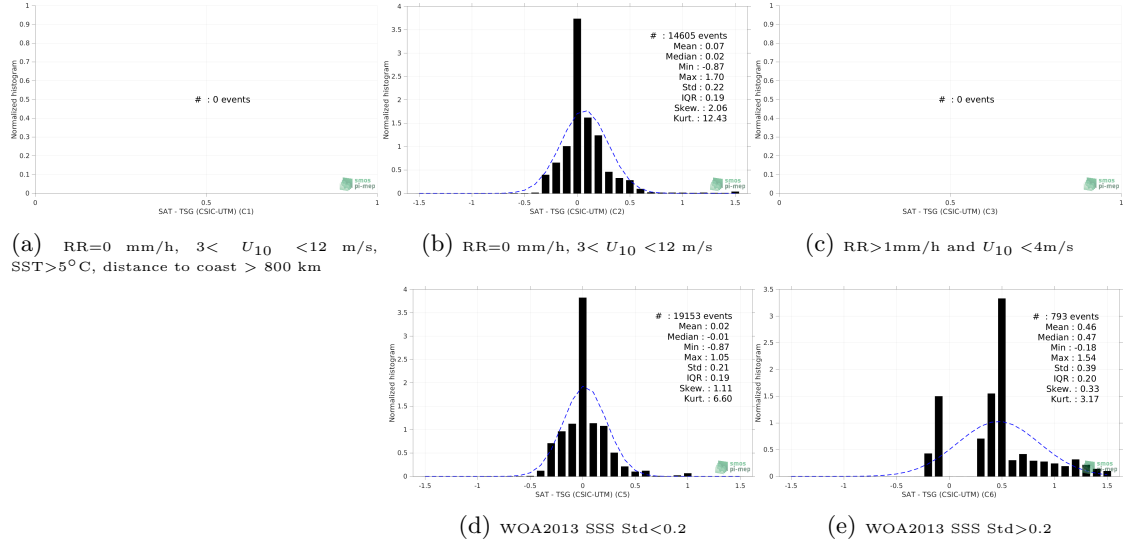 1
0.9
0.8
0.7
0.6
0.5
0.4
0.3
0.2
0.1
0
Normalized histogram
# : 0 events
0 0.5 1
SAT - TSG (CSIC-UTM) (C1)
smos
pi-mep
(a) RR=0 mm/h, 3< U10 <12 m/s,
SST>5°C, distance to coast > 800 km
4
3.5
3
2.5
2
1.5
1
0.5
0
Normalized histogram
# : 14605 events
Mean : 0.07
Median : 0.02
Min : -0.87
Max : 1.70
Std : 0.22
IQR : 0.19
Skew. : 2.06
Kurt. : 12.43
-1.5 -1 -0.5 0 0.5 1 1.5
SAT - TSG (CSIC-UTM) (C2)
smos
pi-mep
(b) RR=0 mm/h, 3< U10 <12 m/s
1
0.9
0.8
0.7
0.6
0.5
0.4
0.3
0.2
0.1
0
Normalized histogram
# : 0 events
0 0.5 1
SAT - TSG (CSIC-UTM) (C3)
smos
pi-mep
(c) RR>1mm/h and U10 <4m/s
4
3.5
3
2.5
2
1.5
1
0.5
0
Normalized histogram
# : 19153 events
Mean : 0.02
Median : -0.01
Min : -0.87
Max : 1.05
Std : 0.21
IQR : 0.19
Skew. : 1.11
Kurt. : 6.60
-1.5 -1 -0.5 0 0.5 1 1.5
SAT - TSG (CSIC-UTM) (C5)
smos
pi-mep
(d) WOA2013 SSS Std<0.2
3.5
3
2.5
2
1.5
1
0.5
0
Normalized histogram
# : 793 events
Mean : 0.46
Median : 0.47
Min : -0.18
Max : 1.54
Std : 0.39
IQR : 0.20
Skew. : 0.33
Kurt. : 3.17
-1.5 -1 -0.5 0 0.5 1 1.5
SAT - TSG (CSIC-UTM) (C6)
smos
pi-mep
(e) WOA2013 SSS Std>0.2